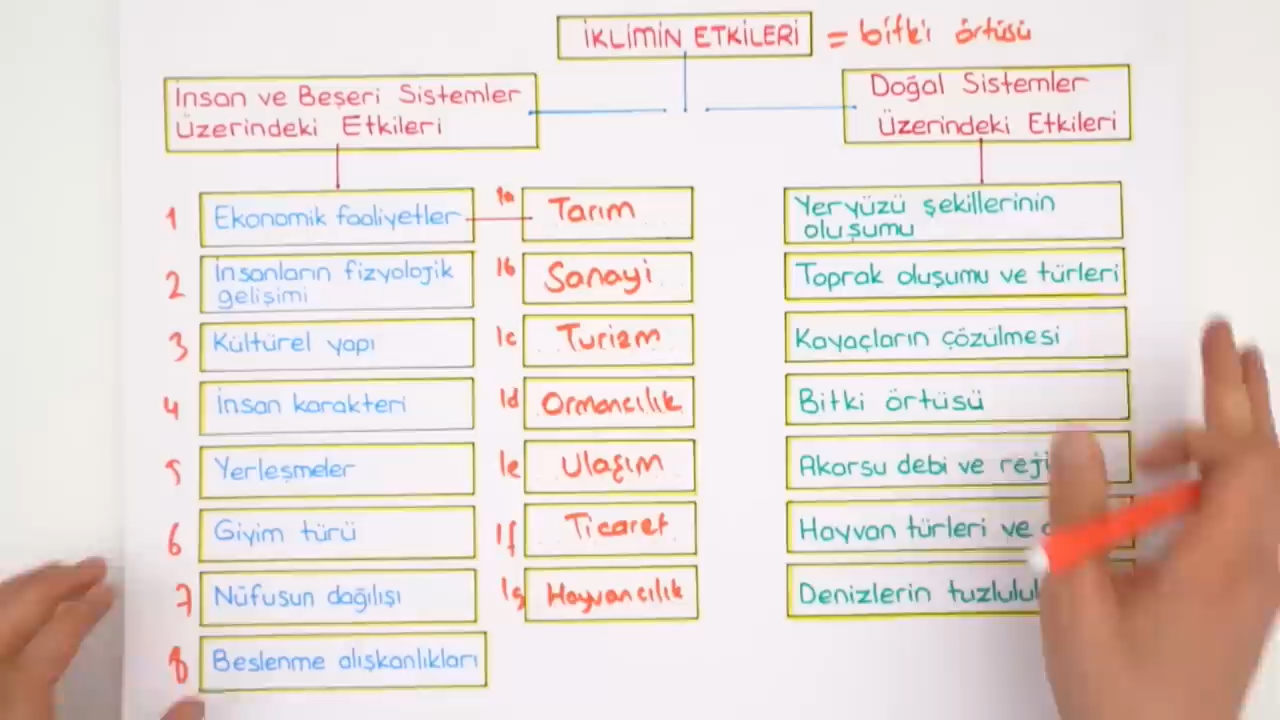 İKLİMİN ETKİLERİ = bitki örtüsü
İnsan ve Beşeri Sistemler
Üzerindeki Etkileri
Doğal Sistemler
Üzerindeki Etkileri
1 Ekonomik faaliyetler
2 İnsanların fizyolojik
gelişimi
3 Kültürel yapı
4 İnsan karakteri
5 Yerleşmeler
6 Giyim türü
7 Nüfusun dağılışı
8 Beslenme alışkanlıkları
1a Tarım
1b Sanayi
1c Turizm
1d Ormancılık
1e Ulaşım
1f Ticaret
1g Hayvancılık
Yeryüzü şekillerinin
oluşumu
Toprak oluşumu ve türleri
Kayaçların çözülmesi
Bitki örtüsü
Akarsu debi ve
Hayvan türleri ve
Denizlerin